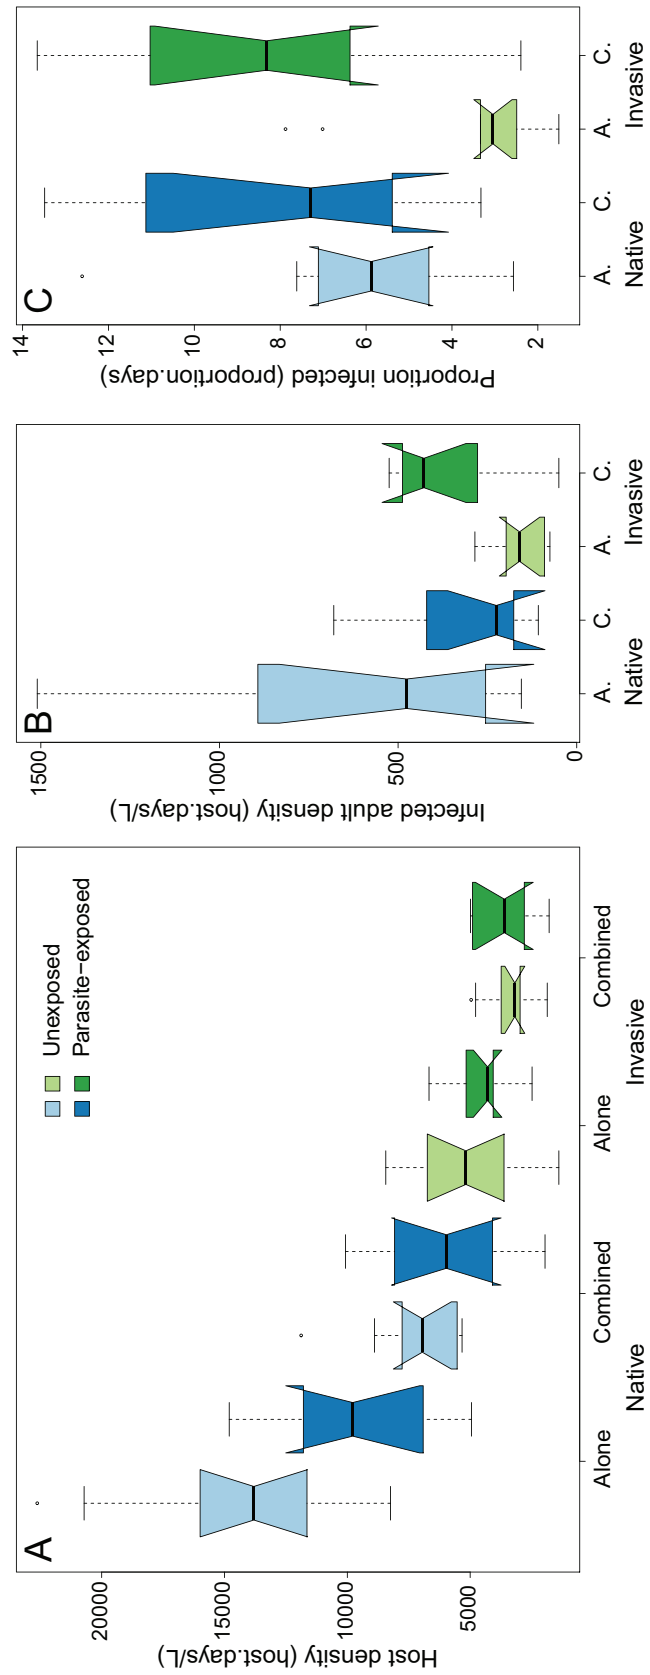 A
Host density (host.days/L)
20000
15000
10000
5000
Unexposed
Parasite−exposed
Alone
Combined
Alone
Combined
Native
Invasive
B
Infected adult density (host.days/L)
1500
1000
500
0
A.
C.
A.
C.
Native
Invasive
C
Proportion infected (proportion.days)
14
12
10
8
6
4
2
A.
C.
A.
C.
Native
Invasive